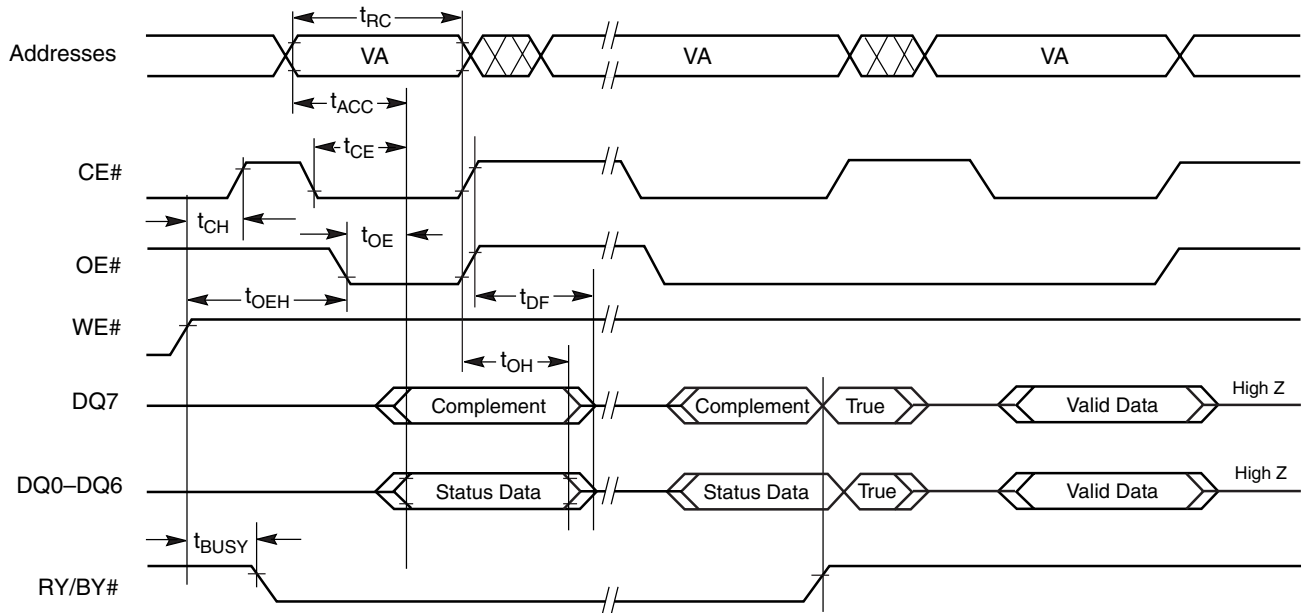 tRC
Addresses VA VA VA
tACC
tCE
CE#
tCH
tOE
OE#
tOEH
tDF
WE#
tOH
DQ7 Complement Complement True Valid Data High Z
DQ0–DQ6 Status Data Status Data True Valid Data High Z
tBUSY
RY/BY#